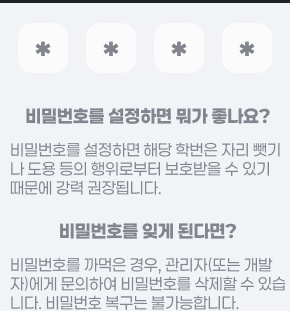 * * * *
비밀번호를 설정하면 뭐가 좋나요?
비밀번호를 설정하면 해당 학번은 자리 뺏기
나 도용 등의 행위로부터 보호받을 수 있기
때문에 강력 권장됩니다.
비밀번호를 잊게 된다면?
비밀번호를 까먹은 경우, 관리자(또는 개발
자)에게 문의하여 비밀번호를 삭제할 수 있습
니다. 비밀번호 복구는 불가능합니다.